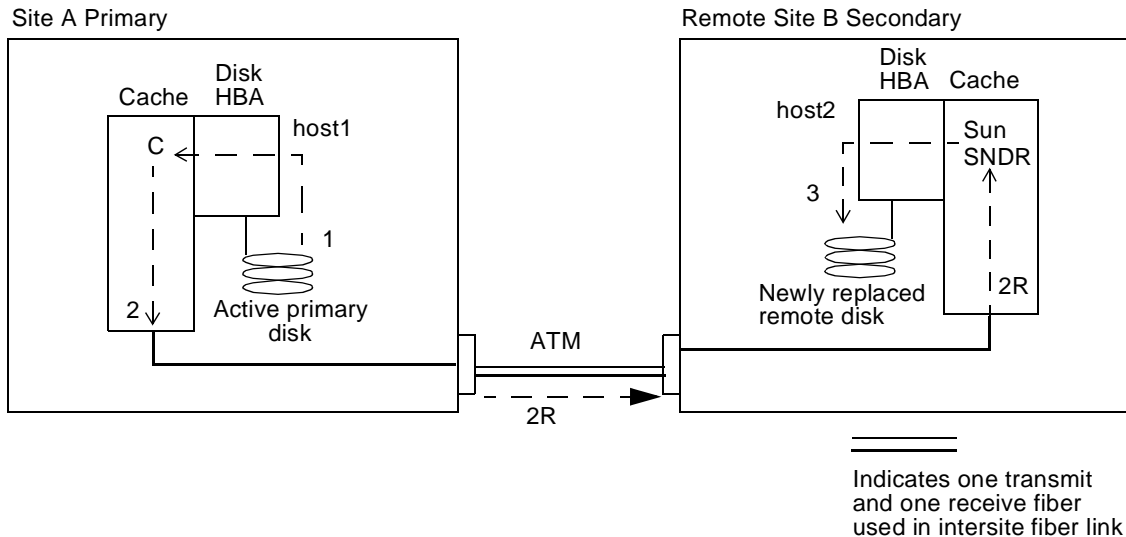 Site A Primary
Remote Site B Secondary
Disk
HBA
Cache
host1
C
1
2
Active primary
disk
ATM
2R
Disk
HBA
Cache
host2
Sun
SNDR
3
2R
Newly replaced
remote disk
Indicates one transmit
and one receive fiber
used in intersite fiber link